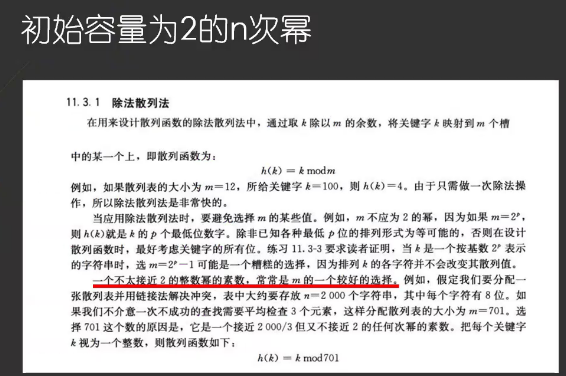 初始容量为2的n次幂
11.3.1 除法散列法
在用来设计散列函数的除法散列法中，通过取 k 除以 m 的余数，将关键字 k 映射到 m 个槽
中的某一个上，即散列函数为：
h(k) = k mod m
例如，如果散列表的大小为 m=12，所给关键字 k=100，则 h(k)=4。由于只需做一次除法操
作，所以除法散列法是非常快的。
当应用除法散列法时，要避免选择 m 的某些值。例如，m 不应为 2 的幂，因为如果 m=2ᵖ，
则 h(k)就是 k 的 p 个最低位数字。除非已知各种最低 p 位的排列形式为等可能的，否则在设计
散列函数时，最好考虑关键字的所有位。练习 11.3-3 要求读者证明，当 k 是一个按基数 2ᵖ 表示
的字符串时，选 m=2ᵖ-1 可能是一个糟糕的选择，因为排列 k 的各字符并不会改变其散列值。
一个不太接近 2 的整数幂的素数，常常是 m 的一个较好的选择。例如，假定我们要分配一
张散列表并用链接法解决冲突，表中大约要存放 n=2 000 个字符串，其中每个字符有 8 位。如
果我们不介意一次不成功的查找需要平均检查 3 个元素，这样分配散列表的大小为 m=701。选
择 701 这个数的原因是，它是一个接近 2 000/3 但又不接近 2 的任何次幂的素数。把每个关键字
k 视为一个整数，则散列函数如下：
h(k) = k mod 701